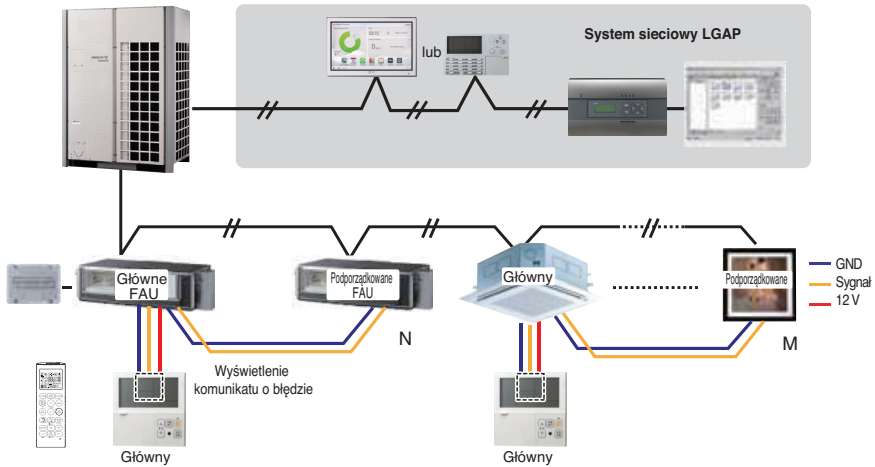 System sieciowy LGAP
lub
Główne
FAU
Podporządkowane
FAU
Główny
Podporządkowane
GND
Sygnał
12 V
N
M
Wyświetlenie
komunikatu o błędzie
Główny
Główny